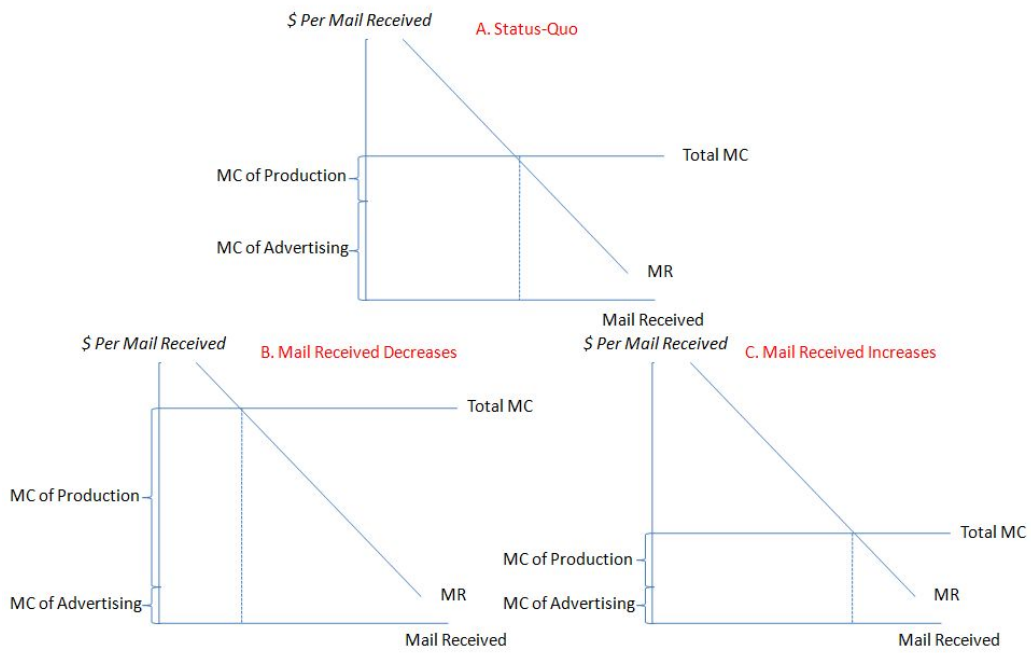 $ Per Mail Received
A. Status-Quo
Total MC
MC of Production
MC of Advertising
MR
Mail Received
$ Per Mail Received
B. Mail Received Decreases
Total MC
MC of Production
MC of Advertising
MR
Mail Received
$ Per Mail Received
C. Mail Received Increases
Total MC
MC of Production
MC of Advertising
MR
Mail Received